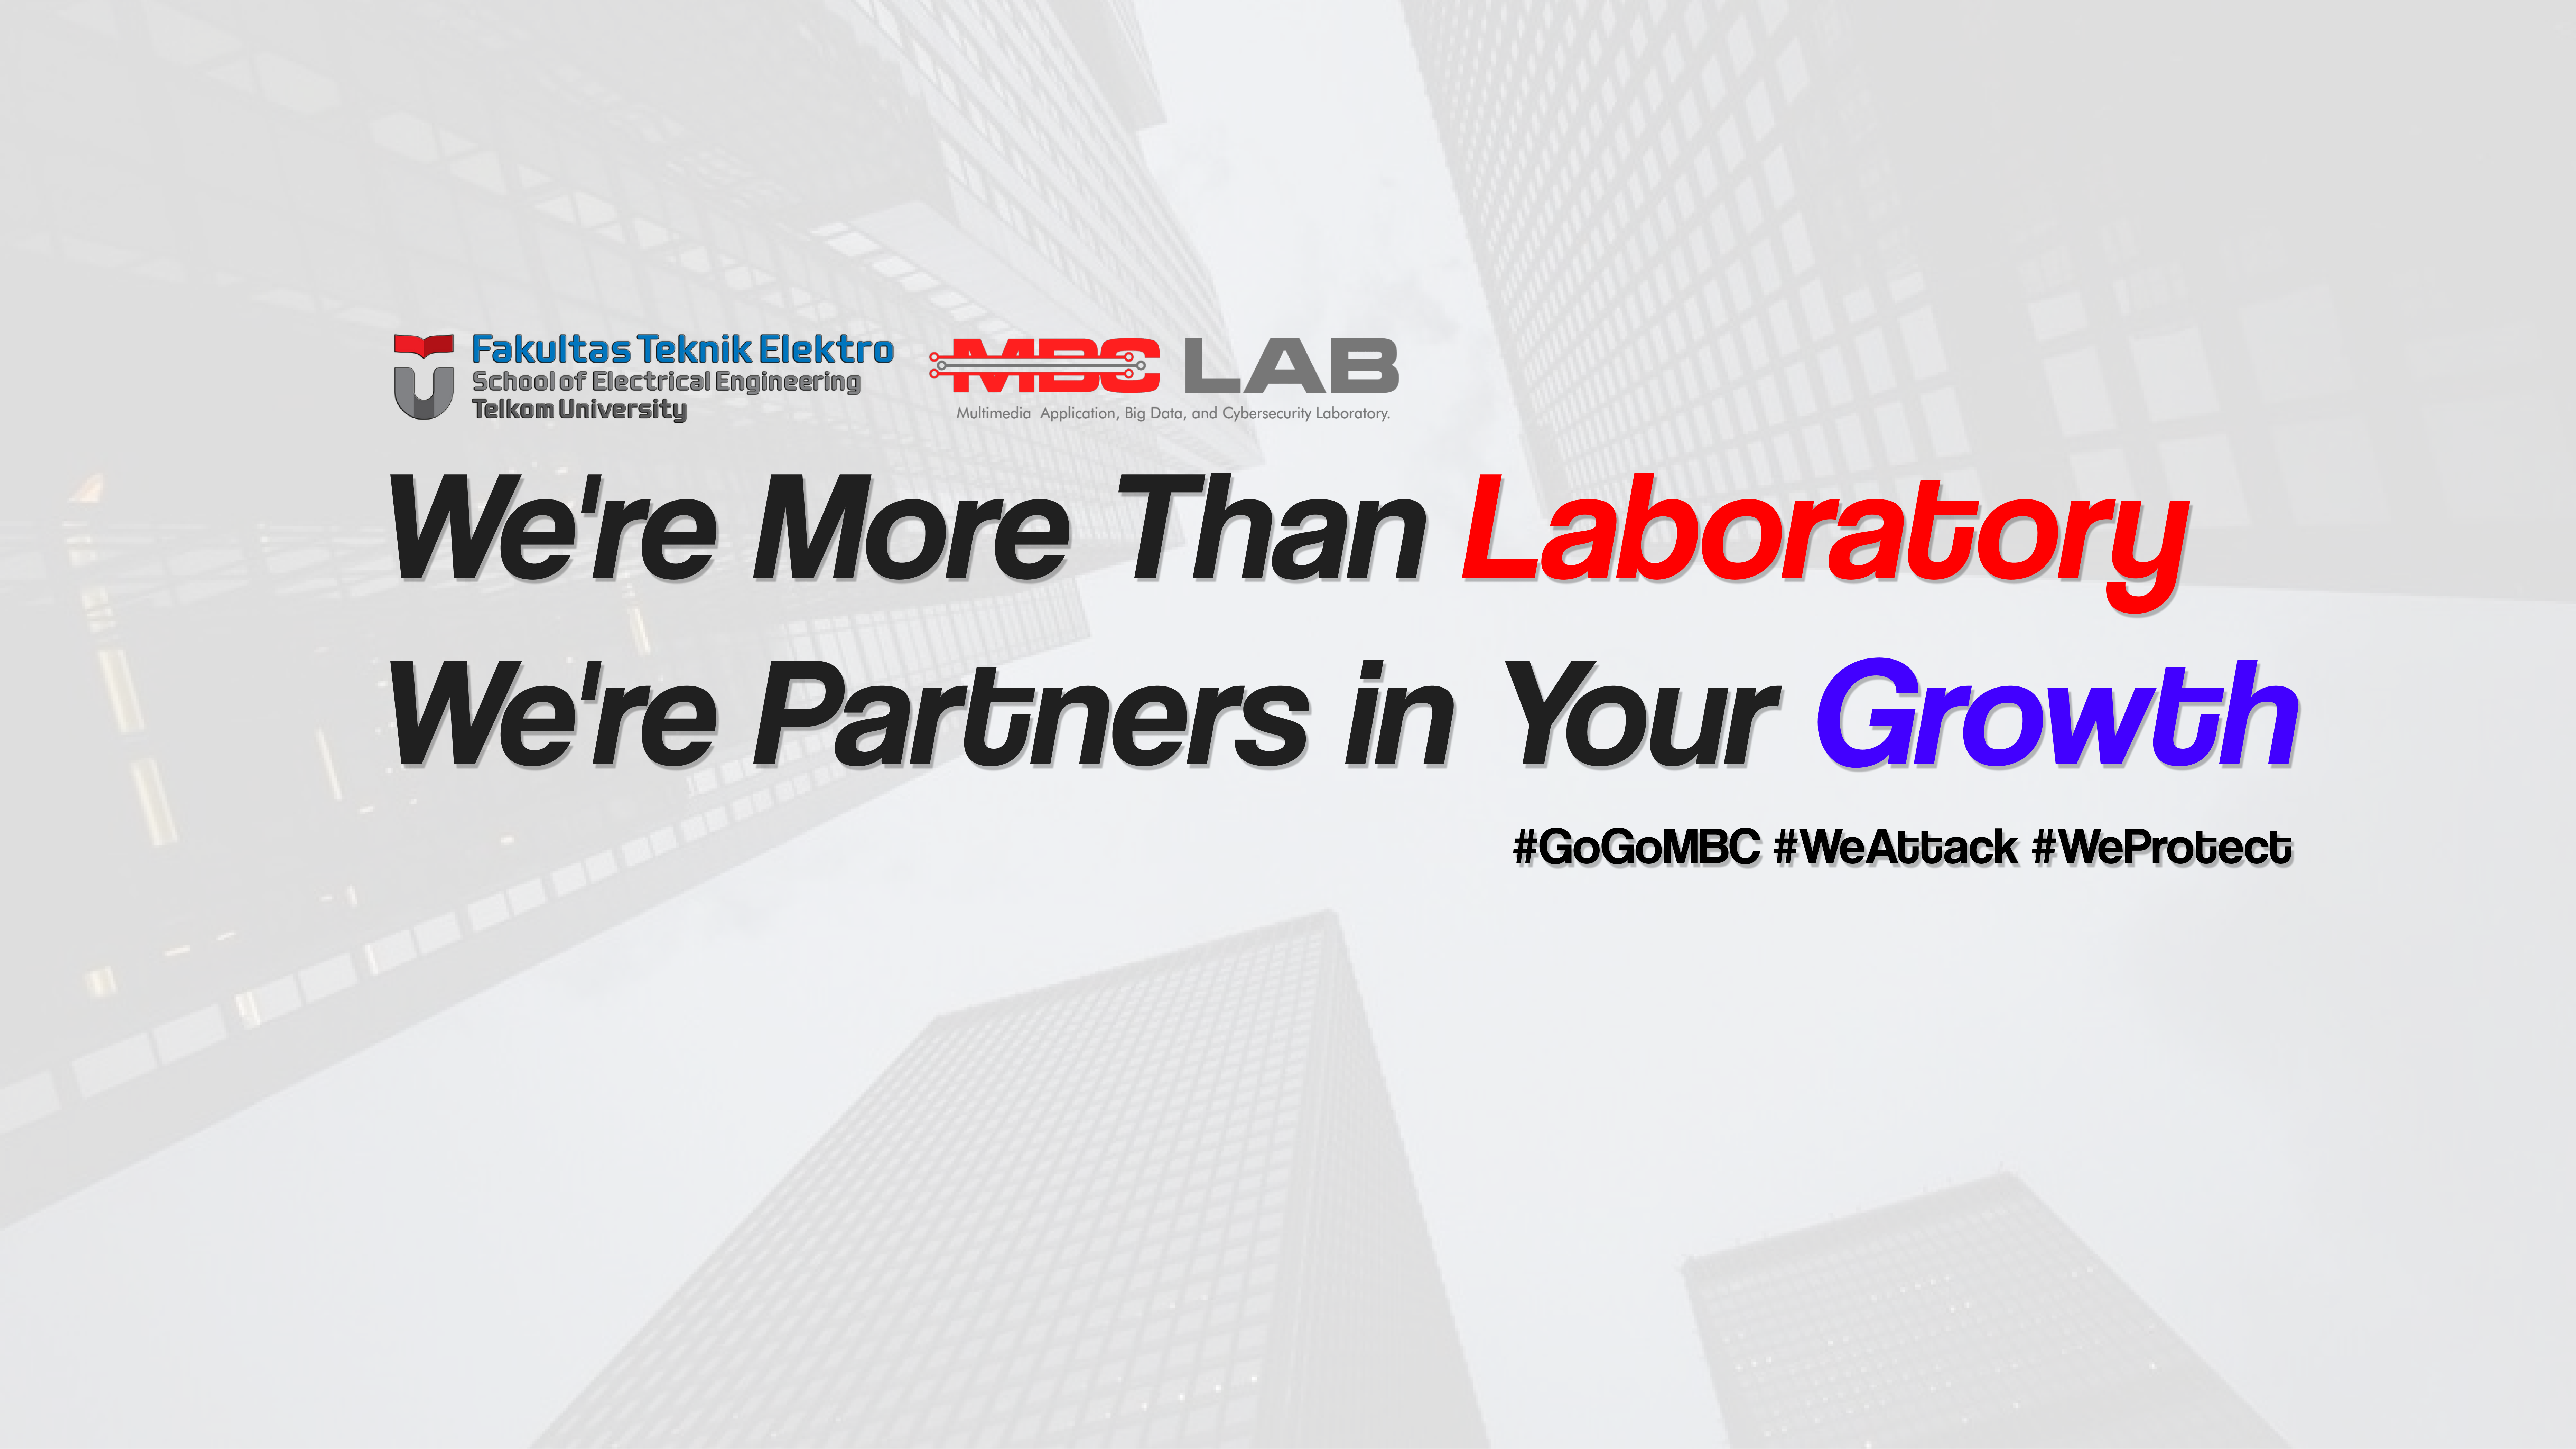 Fakultas Teknik Elektro
School of Electrical Engineering
Telkom University
MBC LAB
Multimedia Application, Big Data, and Cybersecurity Laboratory.
We're More Than Laboratory
We're Partners in Your Growth
#GoGoMBC #WeAttack #WeProtect